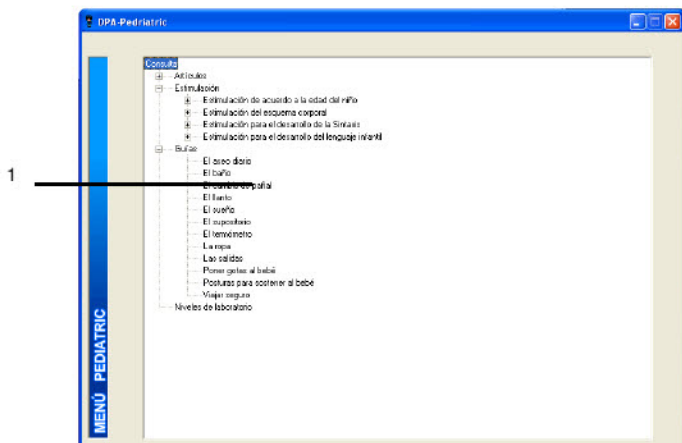 DPA-Pedriatric
Consulta
Artículos
Estimulación
Estimulación de acuerdo a la edad del niño
Estimulación del esquema corporal
Estimulación para el desarrollo de la Sintaxis
Estimulación para el desarrollo del lenguaje infantil
Guías
El aseo diario
El baño
1
El cambio de pañal
El llanto
El sueño
El supositorio
El termómetro
La ropa
Las salidas
Poner gotas al bebé
Posturas para sostener al bebé
Viajar seguro
Niveles de laboratorio
MENÚ PEDIATRIC